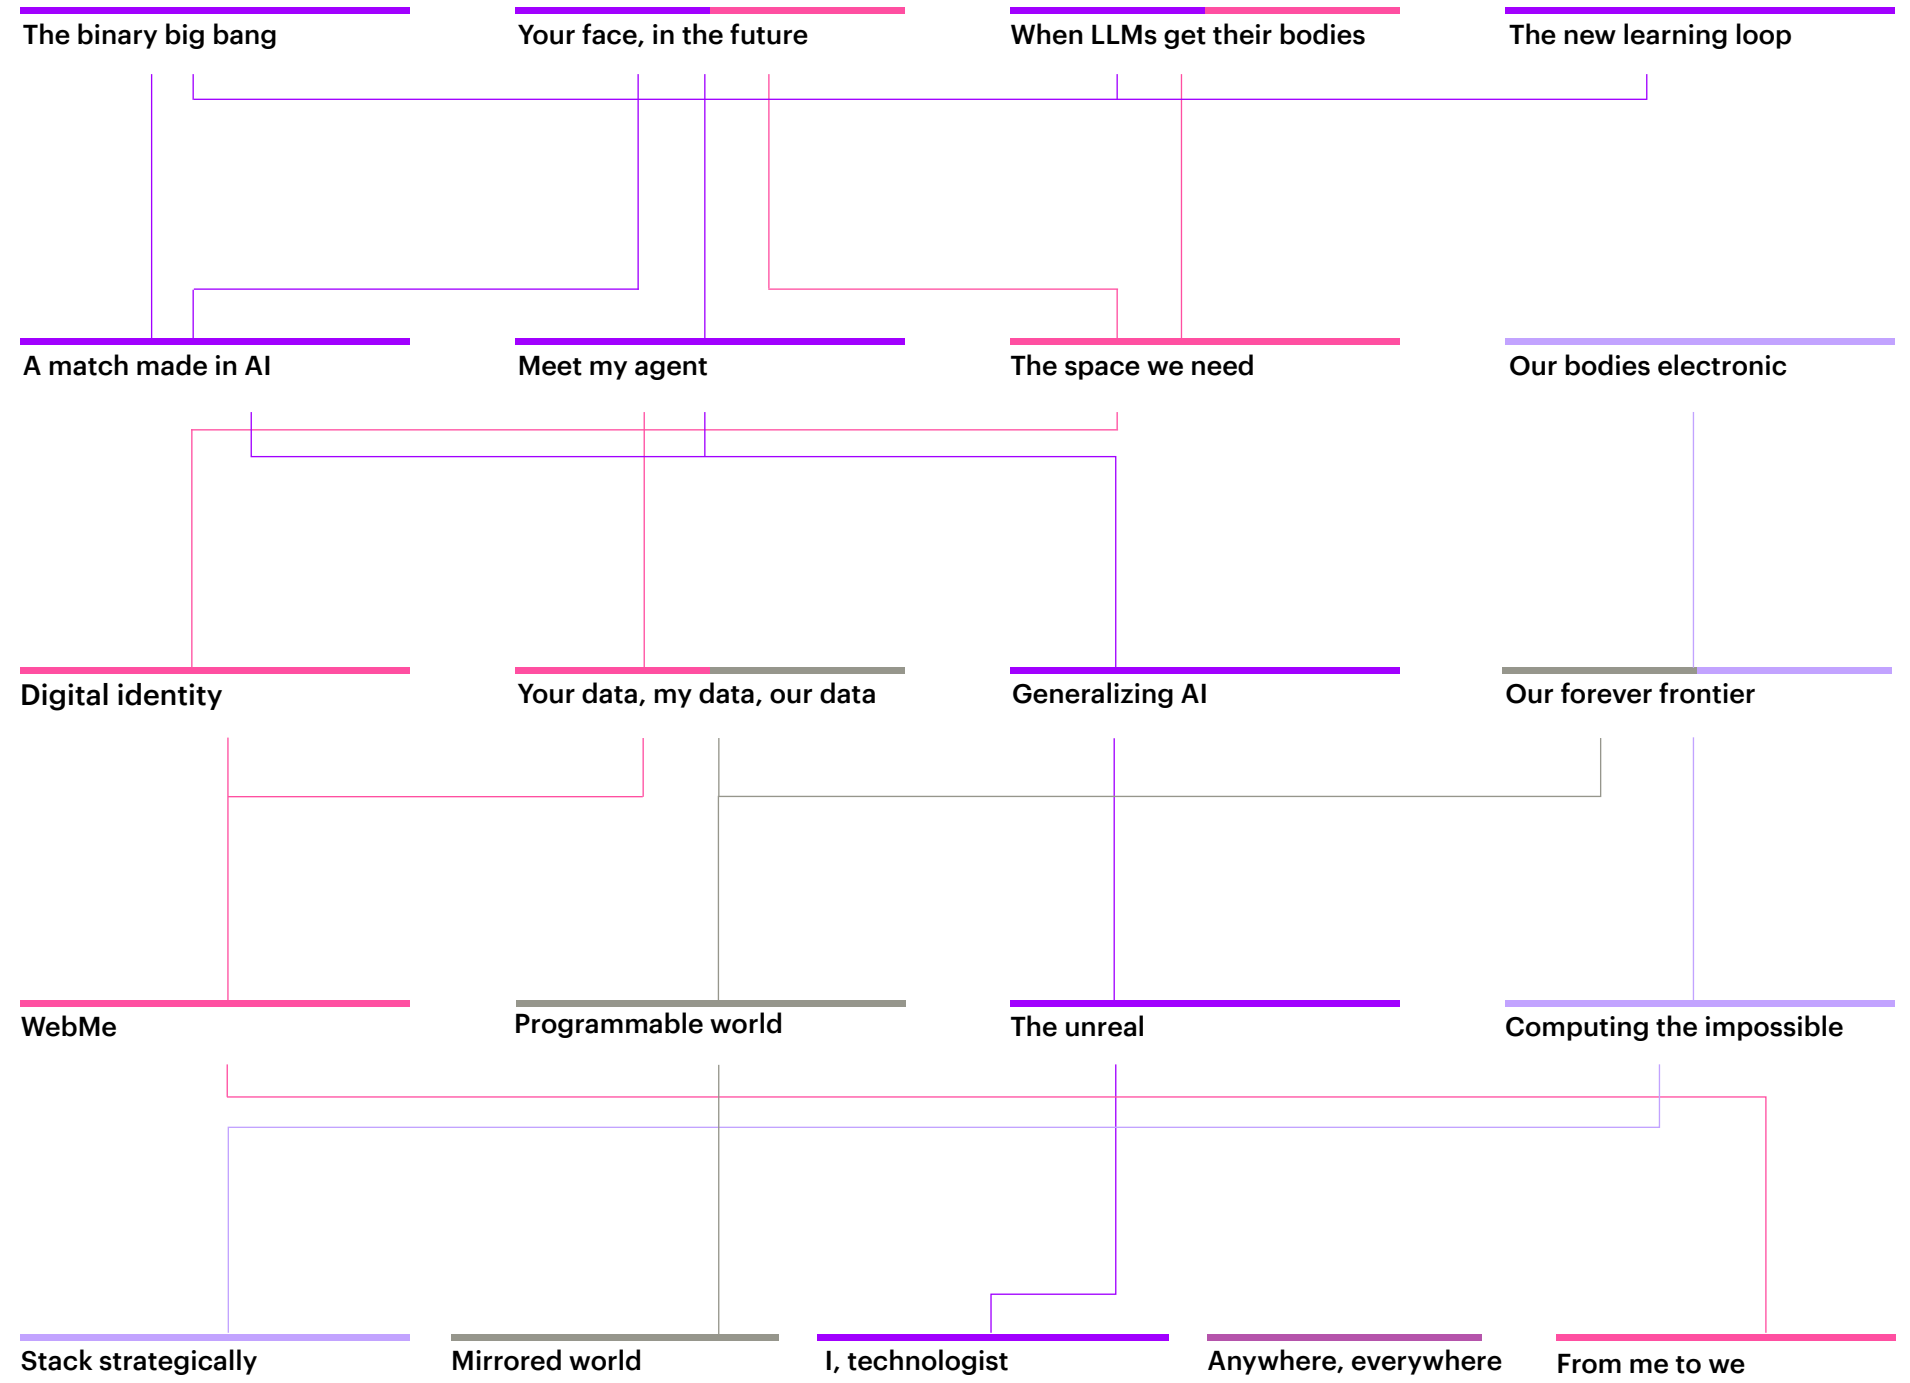 The binary big bang
Your face, in the future
When LLMs get their bodies
The new learning loop
A match made in AI
Meet my agent
The space we need
Our bodies electronic
Digital identity
Your data, my data, our data
Generalizing AI
Our forever frontier
WebMe
Programmable world
The unreal
Computing the impossible
Stack strategically
Mirrored world
I, technologist
Anywhere, everywhere
From me to we